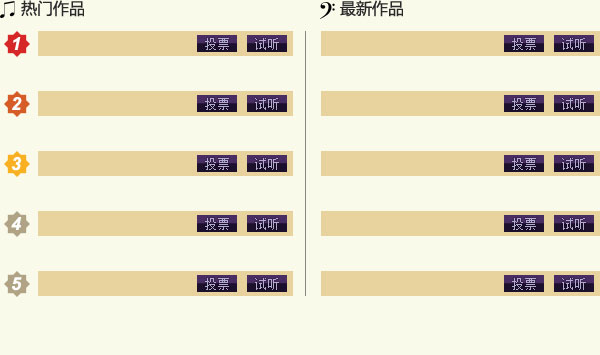 热门作品
1 投票 试听
2 投票 试听
3 投票 试听
4 投票 试听
5 投票 试听
最新作品
投票 试听
投票 试听
投票 试听
投票 试听
投票 试听